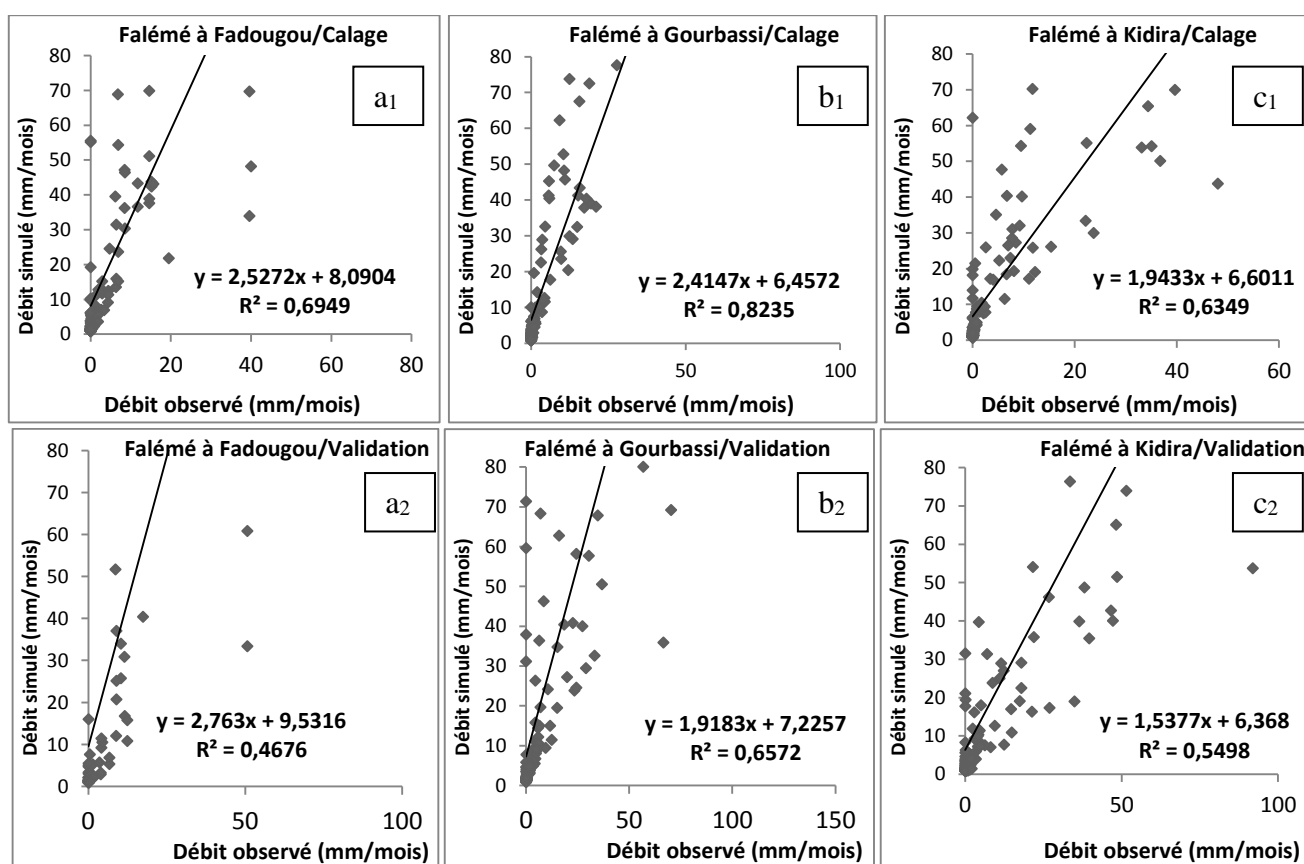 Falémé à Fadougou/Calage
a1
Débit simulé (mm/mois)
80
70
60
50
40
30
20
10
0
y = 2,5272x + 8,0904
R² = 0,6949
0 20 40 60 80
Débit observé (mm/mois)
Falémé à Gourbassi/Calage
b1
Débit simulé (mm/mois)
80
70
60
50
40
30
20
10
0
y = 2,4147x + 6,4572
R² = 0,8235
0 50 100
Débit observé (mm/mois)
Falémé à Kidira/Calage
c1
Débit simulé (mm/mois)
80
70
60
50
40
30
20
10
0
y = 1,9433x + 6,6011
R² = 0,6349
0 20 40 60
Débit observé (mm/mois)
Falémé à Fadougou/Validation
a2
Débit simulé (mm/mois)
80
70
60
50
40
30
20
10
0
y = 2,763x + 9,5316
R² = 0,4676
0 50 100
Débit observé (mm/mois)
Falémé à Gourbassi/Validation
b2
Débit simulé (mm/mois)
80
70
60
50
40
30
20
10
0
y = 1,9183x + 7,2257
R² = 0,6572
0 50 100 150
Débit observé (mm/mois)
Falémé à Kidira/Validation
c2
Débit simulé (mm/mois)
80
70
60
50
40
30
20
10
0
y = 1,5377x + 6,368
R² = 0,5498
0 50 100
Débit observé (mm/mois)